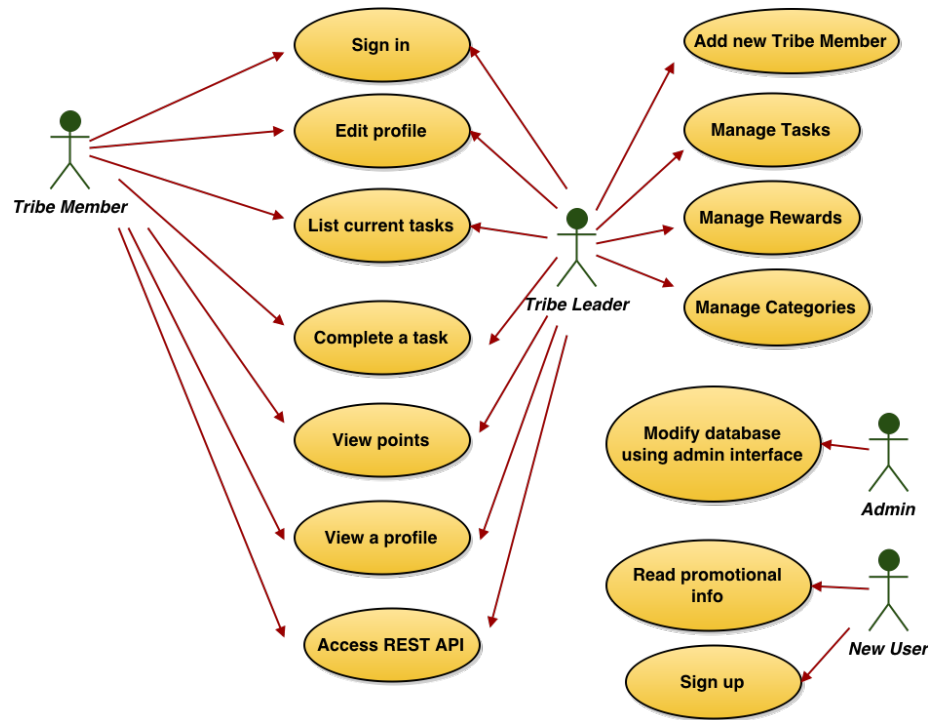 Sign in
Add new Tribe Member
Edit profile
Manage Tasks
Tribe Member
List current tasks
Manage Rewards
Tribe Leader
Manage Categories
Complete a task
View points
Modify database
using admin interface
Admin
View a profile
Read promotional
info
Access REST API
New User
Sign up